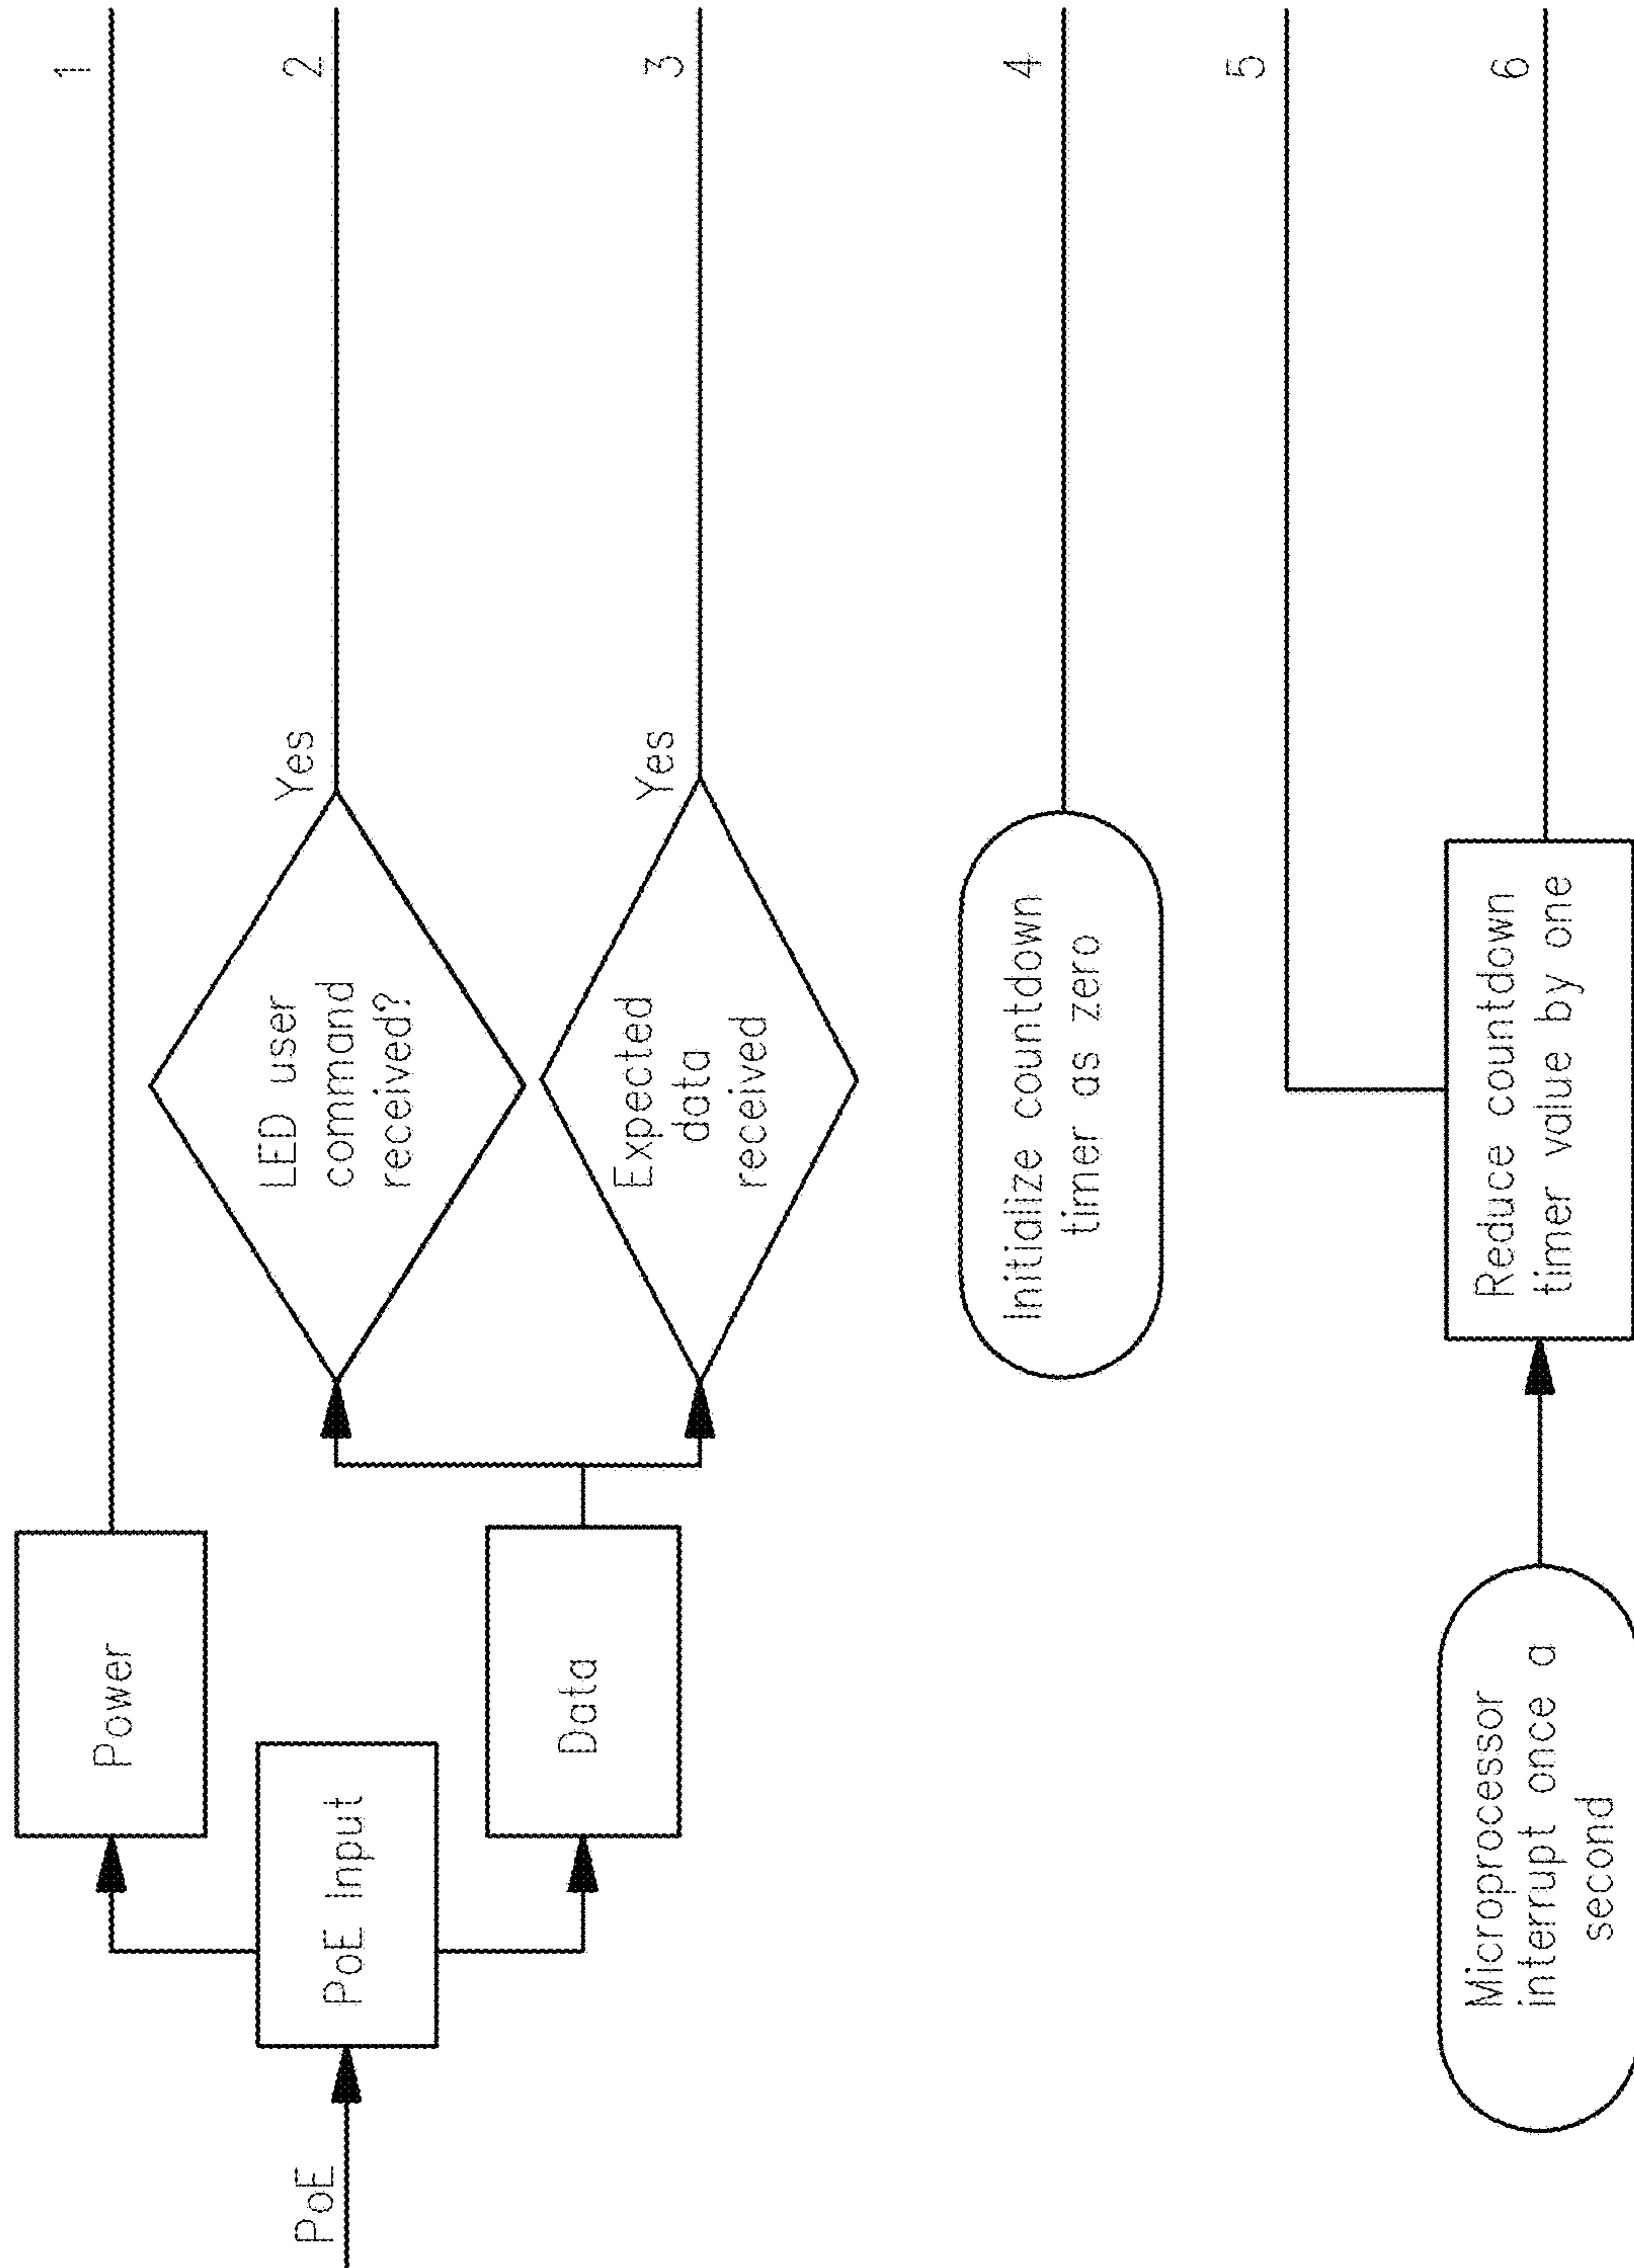 PoE
PoE Input
Power
1
Data
LED user
command
received?
Yes
2
Expected
data
received
Yes
3
Initialize countdown
timer as zero
4
5
Microprocessor
interrupt once a
second
Reduce countdown
timer value by one
6